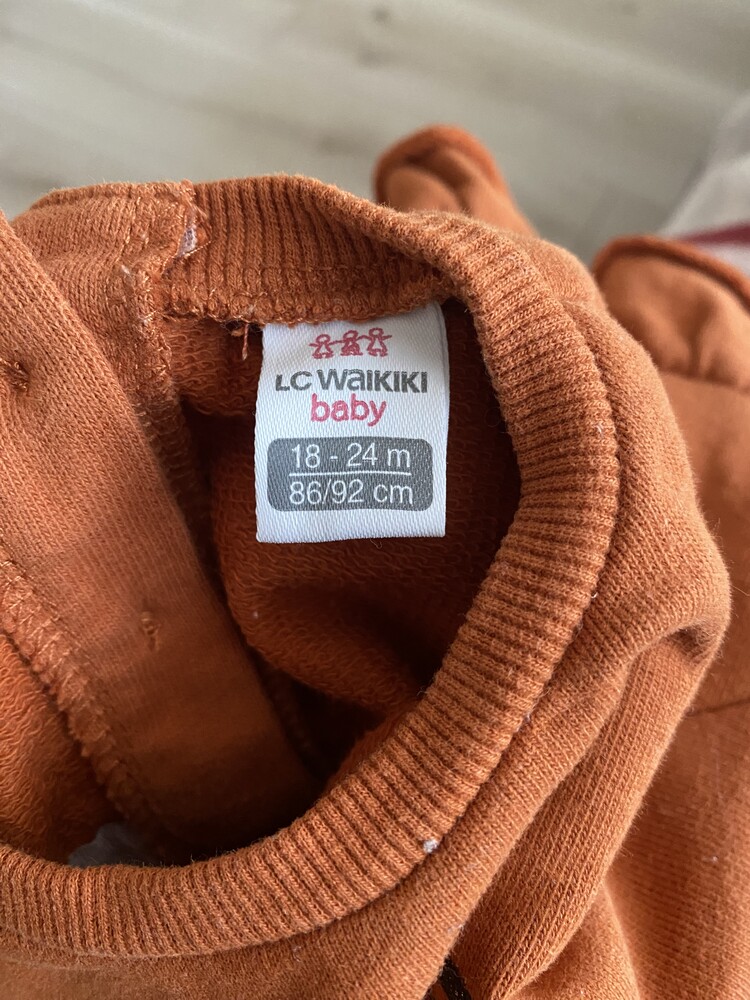 LC WAIKIKI
baby
18 - 24 m
86/92 cm